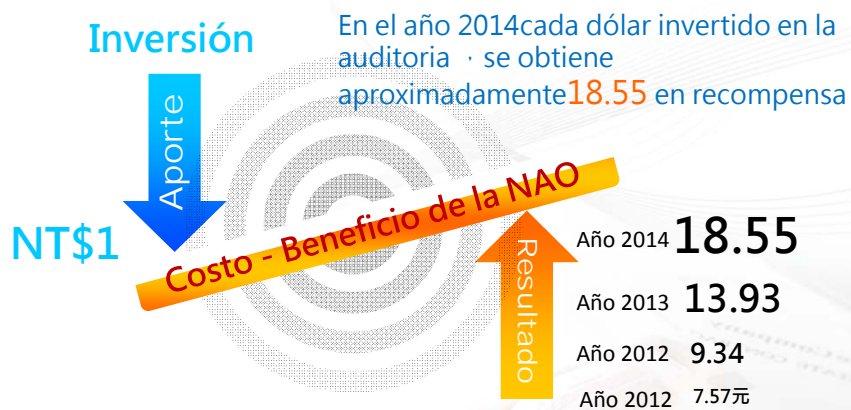 Inversión
En el año 2014cada dólar invertido en la
auditoria ，se obtiene
aproximadamente18.55 en recompensa
Aporte
NT$1
Costo - Beneficio de la NAO
Resultado
Año 2014 18.55
Año 2013 13.93
Año 2012 9.34
Año 2012 7.57元